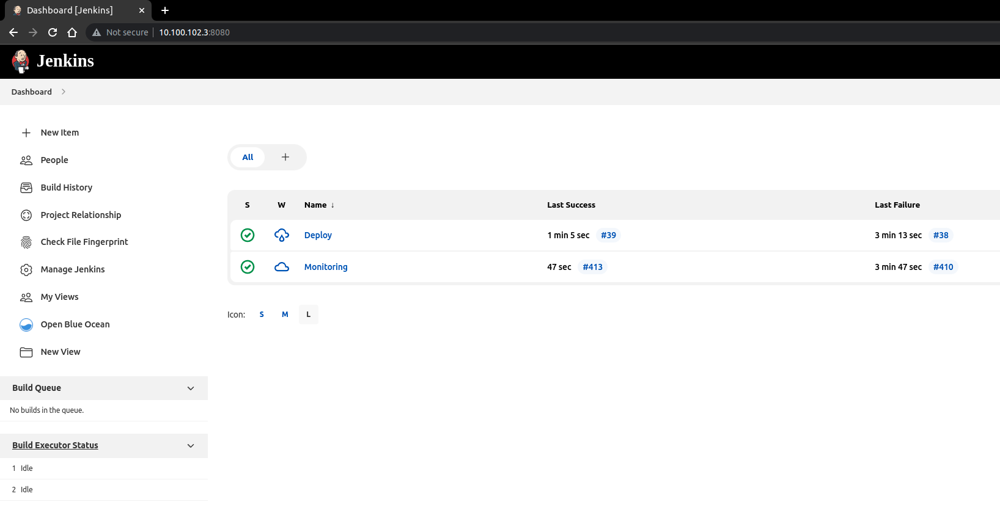 Dashboard [Jenkins]
Not secure 10.100.102.3:8080
Jenkins
Dashboard
New Item
People
Build History
Project Relationship
Check File Fingerprint
Manage Jenkins
My Views
Open Blue Ocean
New View
Build Queue
No builds in the queue.
Build Executor Status
1 Idle
2 Idle
All
S W Name ↓ Last Success Last Failure
Deploy 1 min 5 sec #39 3 min 13 sec #38
Monitoring 47 sec #413 3 min 47 sec #410
Icon: S M L